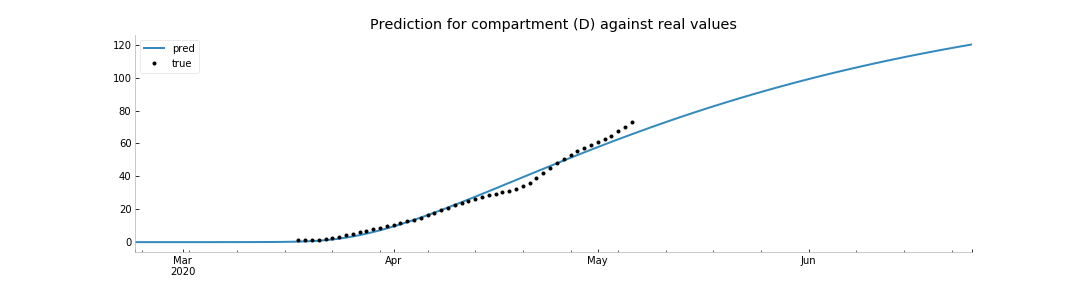 Prediction for compartment (D) against real values
pred
true
120
100
80
60
40
20
0
Mar
2020
Apr
May
Jun